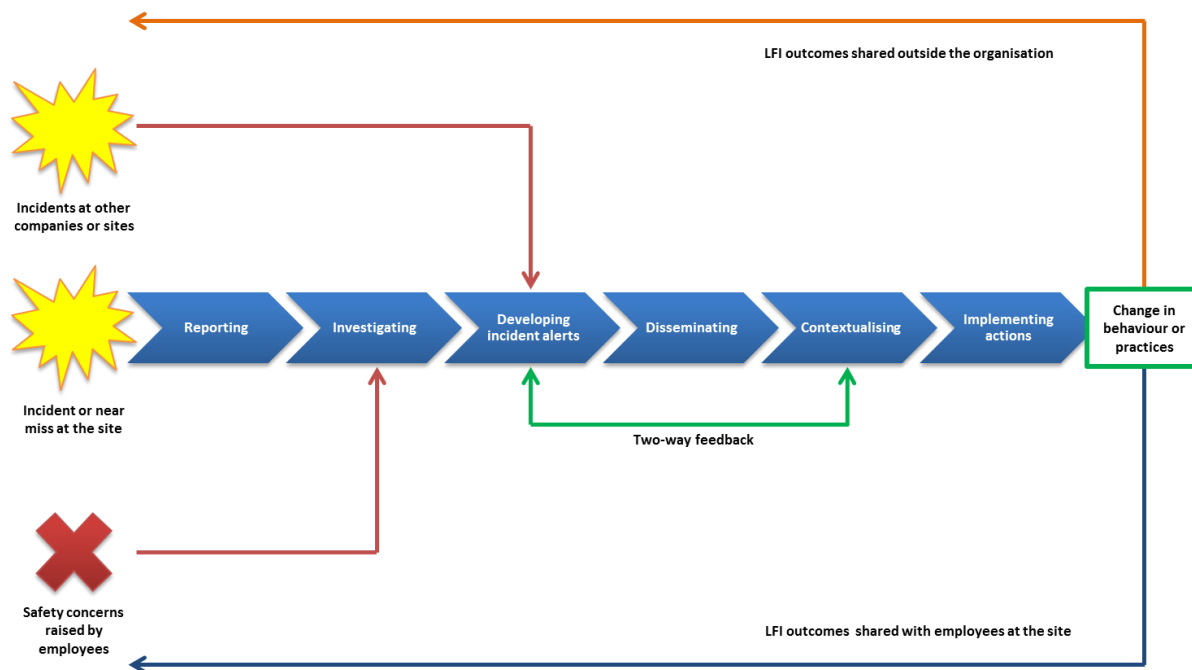 LFI outcomes shared outside the organisation
Incidents at other
companies or sites
Reporting
Investigating
Developing
incident alerts
Disseminating
Contextualising
Implementing
actions
Change in
behaviour or
practices
Incident or near
miss at the site
Two-way feedback
Safety concerns
raised by
employees
LFI outcomes  shared with employees at the site